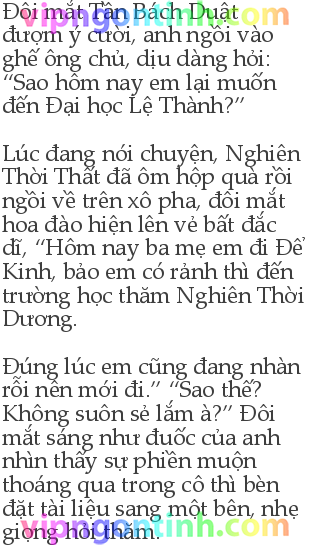 Đôi mắt Tần Bách Duật
đượm ý cười, anh ngồi vào
ghế ông chủ, dịu dàng hỏi:
“Sao hôm nay em lại muốn
đến Đại học Lệ Thành?”

Lúc đang nói chuyện, Nghiên
Thời Thất đã ôm hộp quà rồi
ngồi về trên xô pha, đôi mắt
hoa đào hiện lên vẻ bất đắc
dĩ, “Hôm nay ba mẹ em đi Để
Kinh, bảo em có rảnh thì đến
trường học thăm Nghiên Thời
Dương.

Đúng lúc em cũng đang nhàn
rỗi nên mới đi.” “Sao thế?
Không suôn sẻ lắm à?” Đôi
mắt sáng như đuốc của anh
nhìn thấy sự phiền muộn
thoáng qua trong cô thì bèn
đặt tài liệu sang một bên, nhẹ
giọng hỏi thăm.
vipngontinh.com
vipngontinh.com